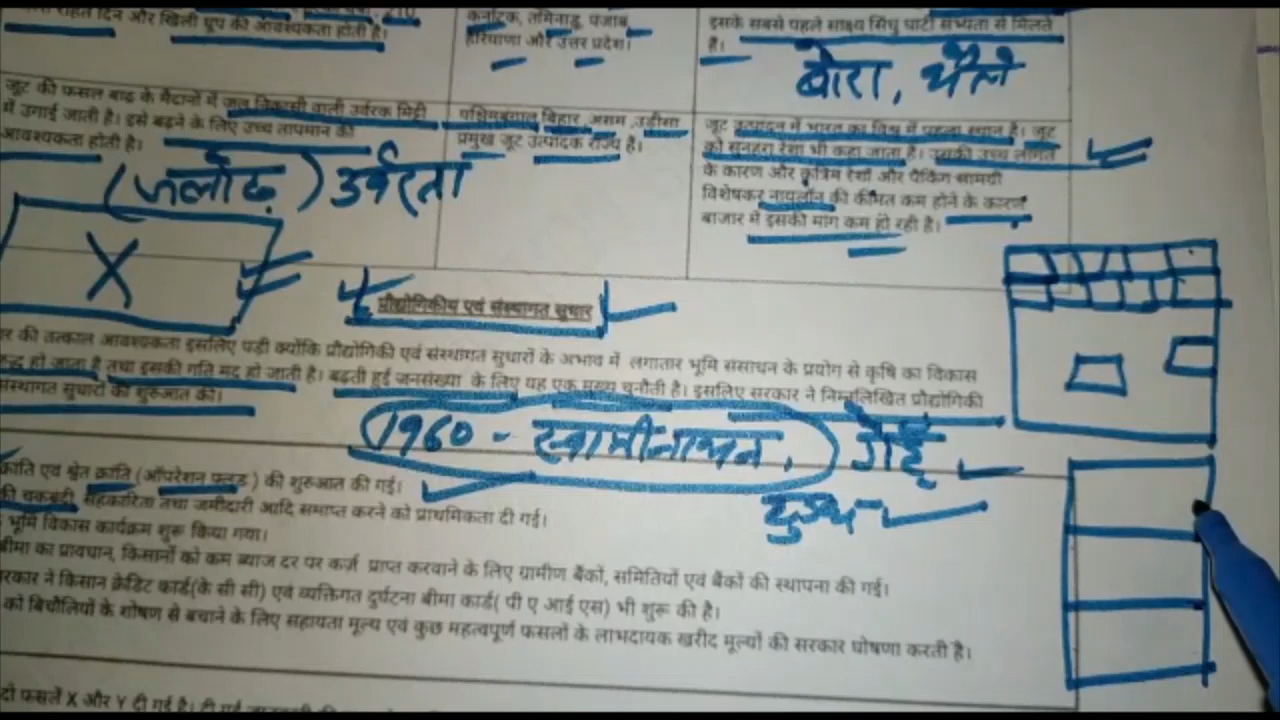 रहित दिन और खिली धूप की आवश्यकता होती है।
कर्नाटक, तमिनाडू, पंजाब,
हरियाणा और उत्तर प्रदेश।
इसके सबसे पहले साक्ष्य सिंधु घाटी सभ्यता से मिलते
हैं।
बोरा, थैले
जूट की फसल बाढ़ के मैदानों में जल निकासी वाली उर्वरक मिट्टी
में उगाई जाती है। इसे बढ़ने के लिए उच्च तापमान की
आवश्यकता होती है।
पश्चिमबंगाल बिहार, असम ,उड़ीसा
प्रमुख जूट उत्पादक राज्य है।
जूट उत्पादन में भारत का विश्व में पहला स्थान है। जूट
को सुनहरा रेशा भी कहा जाता है। उसकी उच्च लागत
के कारण और कृत्रिम रेशों और पैकिंग सामग्री
विशेषकर नायलॉन की कीमत कम होने के कारण
बाजार में इसकी मांग कम हो रही है।
(जलोढ़) उर्वरता
X
प्रौद्योगिकीय एवं संस्थागत सुधार
की तत्काल आवश्यकता इसलिए पड़ी क्योंकि प्रौद्योगिकी एवं संस्थागत सुधारों के अभाव में लगातार भूमि संसाधन के प्रयोग से कृषि का विकास
हो जाता है तथा इसकी गति मंद हो जाती है। बढ़ती हुई जनसंख्या के लिए यह एक मुख्य चुनौती है। इसलिए सरकार ने निम्नलिखित प्रौद्योगिकी
संस्थागत सुधारों की शुरुआत की।
(1960 - स्वामीनाथन,) गेहूं
क्रांति एवं श्वेत क्रांति (ऑपरेशन फ्लड ) की शुरुआत की गई।
दुग्ध
की चकबंदी, सहकारिता तथा जमींदारी आदि समाप्त करने को प्राथमिकता दी गई।
भूमि विकास कार्यक्रम शुरू किया गया।
बीमा का प्रावधान, किसानों को कम ब्याज दर पर कर्ज प्राप्त करवाने के लिए ग्रामीण बैंकों, समितियों एवं बैंकों की स्थापना की गई।
सरकार ने किसान क्रेडिट कार्ड(के सी सी) एवं व्यक्तिगत दुर्घटना बीमा कार्ड( पी ए आई एस) भी शुरू की है।
को बिचौलियों के शोषण से बचाने के लिए सहायता मूल्य एवं कुछ महत्वपूर्ण फसलों के लाभदायक खरीद मूल्यों की सरकार घोषणा करती है।
दो फसलें X और Y दी गई है।